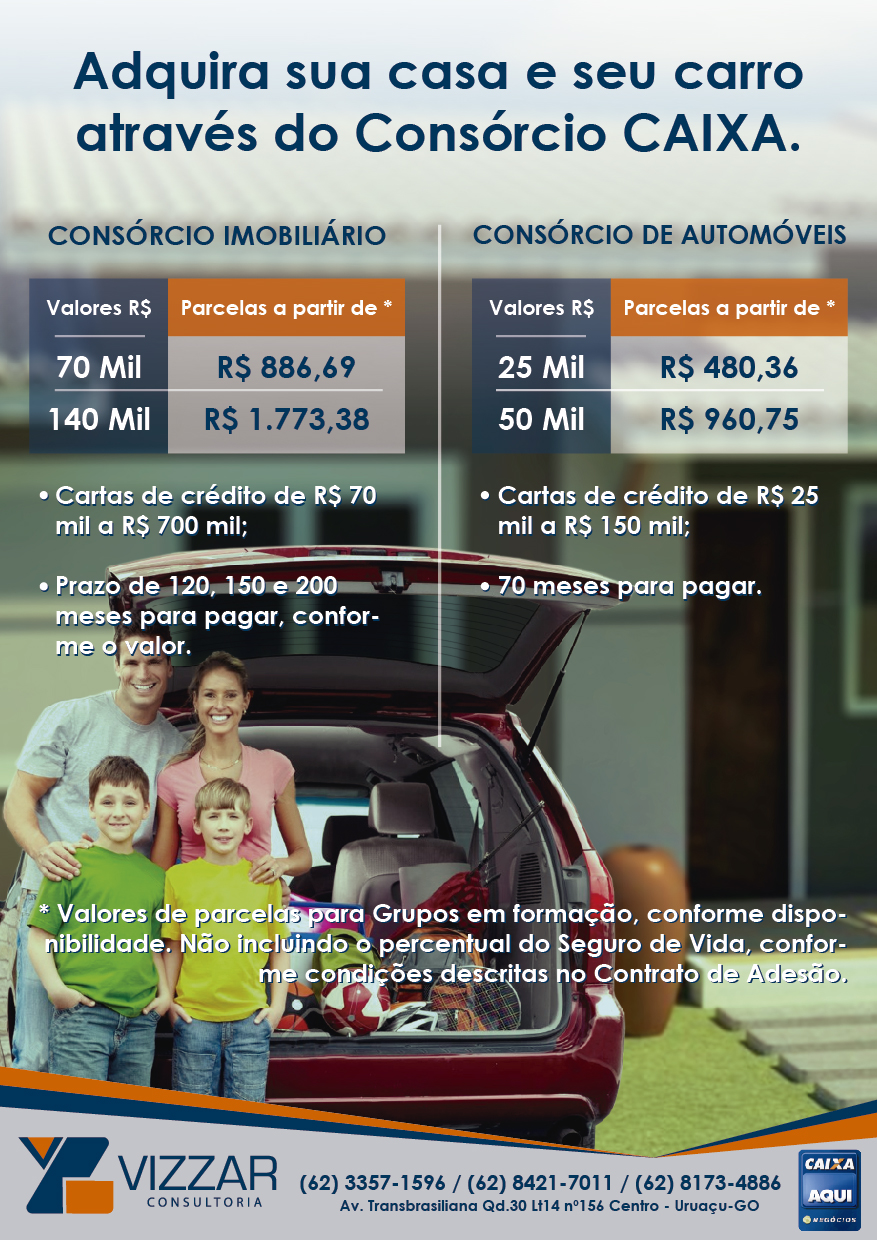 Adquira sua casa e seu carro
através do Consórcio CAIXA.
CONSÓRCIO IMOBILIÁRIO
Valores R$ Parcelas a partir de *
70 Mil R$ 886,69
140 Mil R$ 1.773,38
• Cartas de crédito de R$ 70
mil a R$ 700 mil;
• Prazo de 120, 150 e 200
meses para pagar, confor-
me o valor.
CONSÓRCIO DE AUTOMÓVEIS
Valores R$ Parcelas a partir de *
25 Mil R$ 480,36
50 Mil R$ 960,75
• Cartas de crédito de R$ 25
mil a R$ 150 mil;
• 70 meses para pagar.
* Valores de parcelas para Grupos em formação, conforme dispo-
nibilidade. Não incluindo o percentual do Seguro de Vida, confor-
me condições descritas no Contrato de Adesão.
VIZZAR
CONSULTORIA
(62) 3357-1596 / (62) 8421-7011 / (62) 8173-4886
Av. Transbrasiliana Qd.30 Lt14 nº156 Centro - Uruaçu-GO
CAIXA
AQUI
NEGÓCIOS